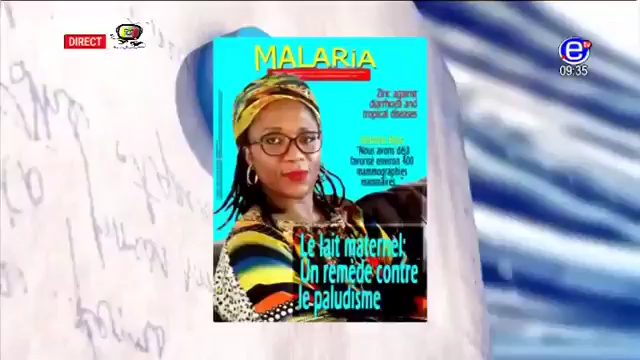 DIRECT
e
09:35
MALARiA
Zinc against
diarrhoea and
tropical diseases
"Nous avons déjà
favorisé environ 400
mammographies
mammaires "
Le lait maternel:
Un remède contre
le paludisme